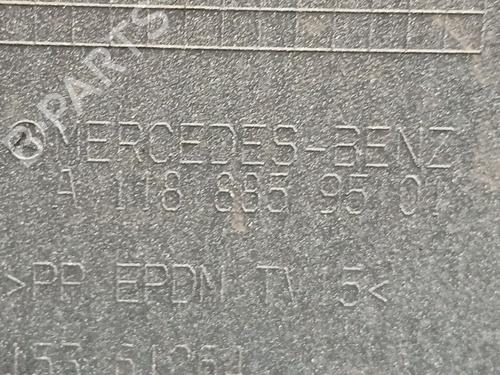 B PARTS
MERCEDES-BENZ
A 118 885 95 01
>PP EPDM TV 5<